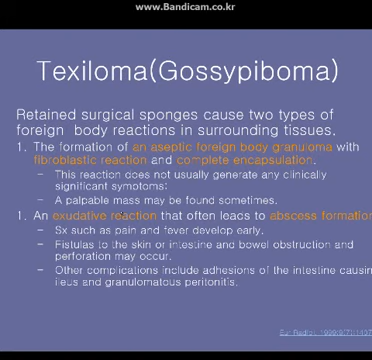 www.Bandicam.co.kr
Texiloma(Gossypiboma)
Retained surgical sponges cause two types of
foreign body reactions in surrounding tissues.
1. The formation of an aseptic foreign body granuloma with
fibroblastic reaction and complete encapsulation.
– This reaction does not usually generate any clinically
significant symptoms:
– A palpable mass may be found sometimes.
1. An exudative reaction that often leads to abscess formation
– Sx such as pain and fever develop early.
– Fistulas to the skin or intestine and bowel obstruction and
perforation may occur.
– Other complications include adhesions of the intestine causin
ileus and granulomatous peritonitis.
Eur Radiol.